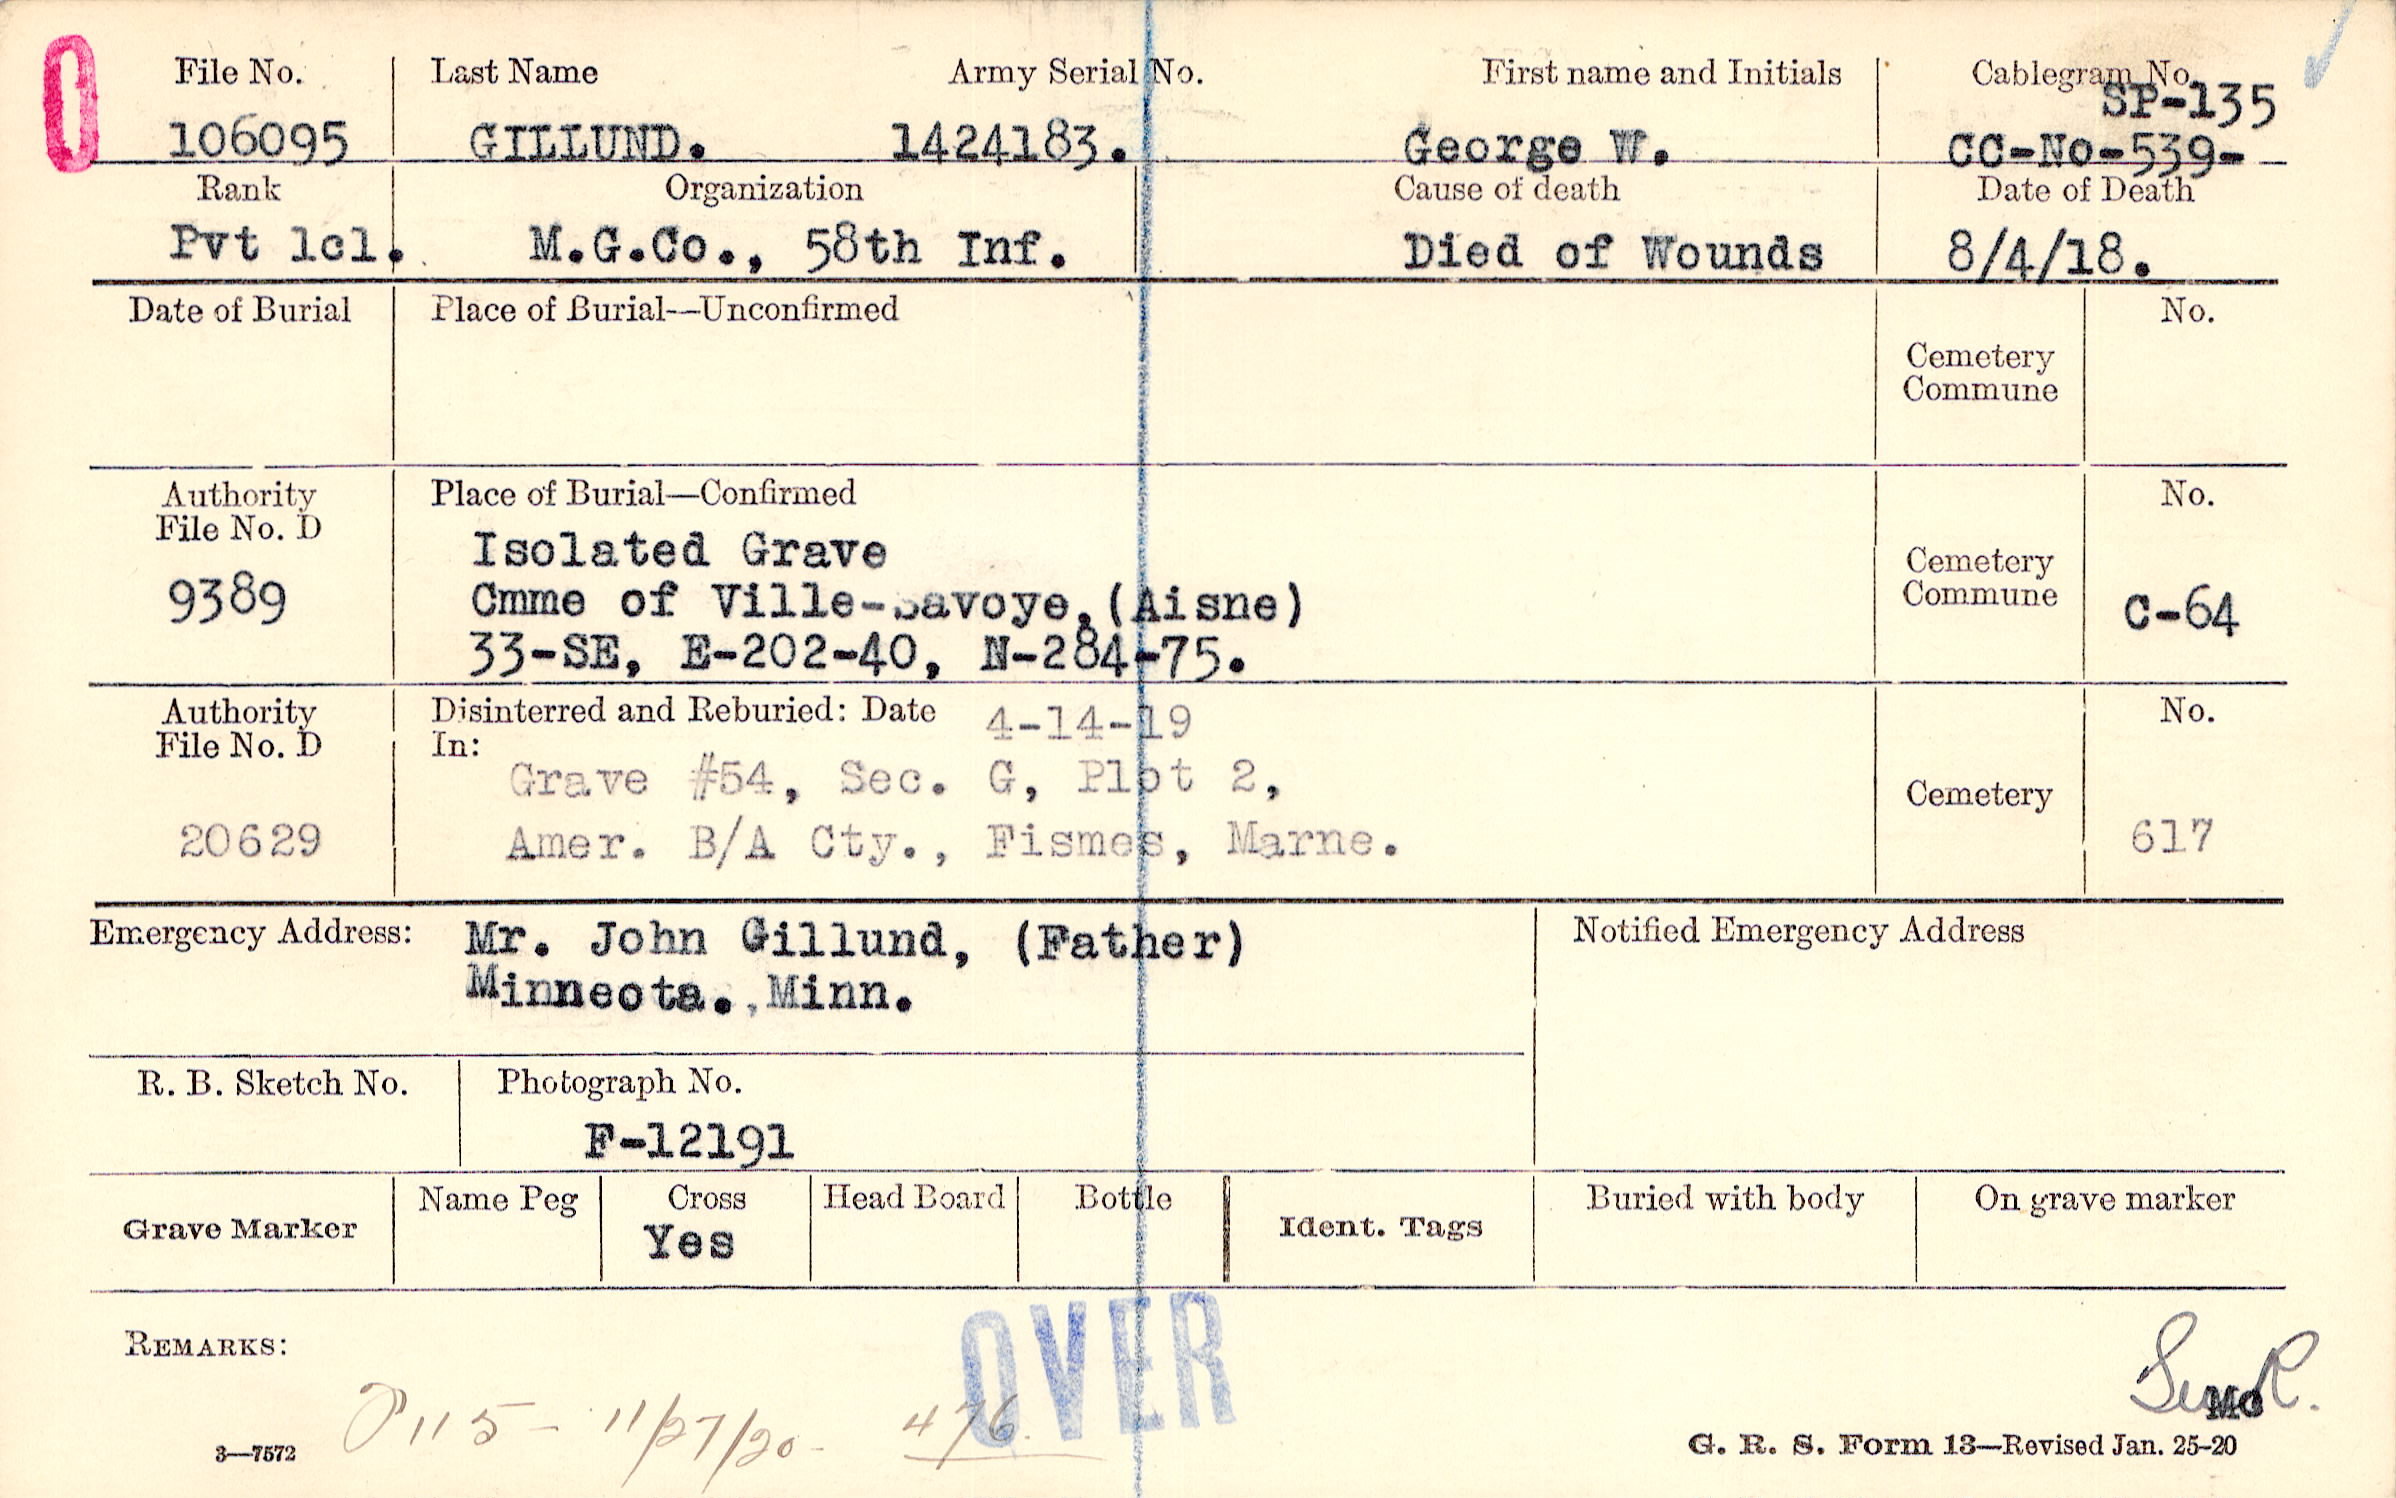 0
File No. Last Name Army Serial No. First name and Initials Cablegram No.
SP-135
106095 GILLUND. 1424183. George W. CC-No-539-
Rank Organization Cause of death Date of Death
Pvt 1cl. M.G.Co., 58th Inf. Died of Wounds 8/4/18.
Date of Burial Place of Burial—Unconfirmed No.
Cemetery
Commune
Authority Place of Burial—Confirmed No.
File No. D
Isolated Grave
Cemetery
9389 Cmme of Ville-Savoye,(Aisne) Commune C-64
33-SE, E-202-40, N-284-75.
Authority Disinterred and Reburied: Date 4-14-19 No.
File No. D In:
Grave #54, Sec. G, Plot 2,
Cemetery
20629 Amer. B/A Cty., Fismes, Marne. 617
Emergency Address: Mr. John Gillund, (Father) Notified Emergency Address
Minneota., Minn.
R. B. Sketch No. Photograph No.
F-12191
Grave Marker Name Peg Cross Head Board Bottle Ident. Tags Buried with body On grave marker
Yes
OVER
REMARKS:
MC
P115- 11/27/20- 476.
3—7572 G. R. S. Form 13—Revised Jan. 25-20